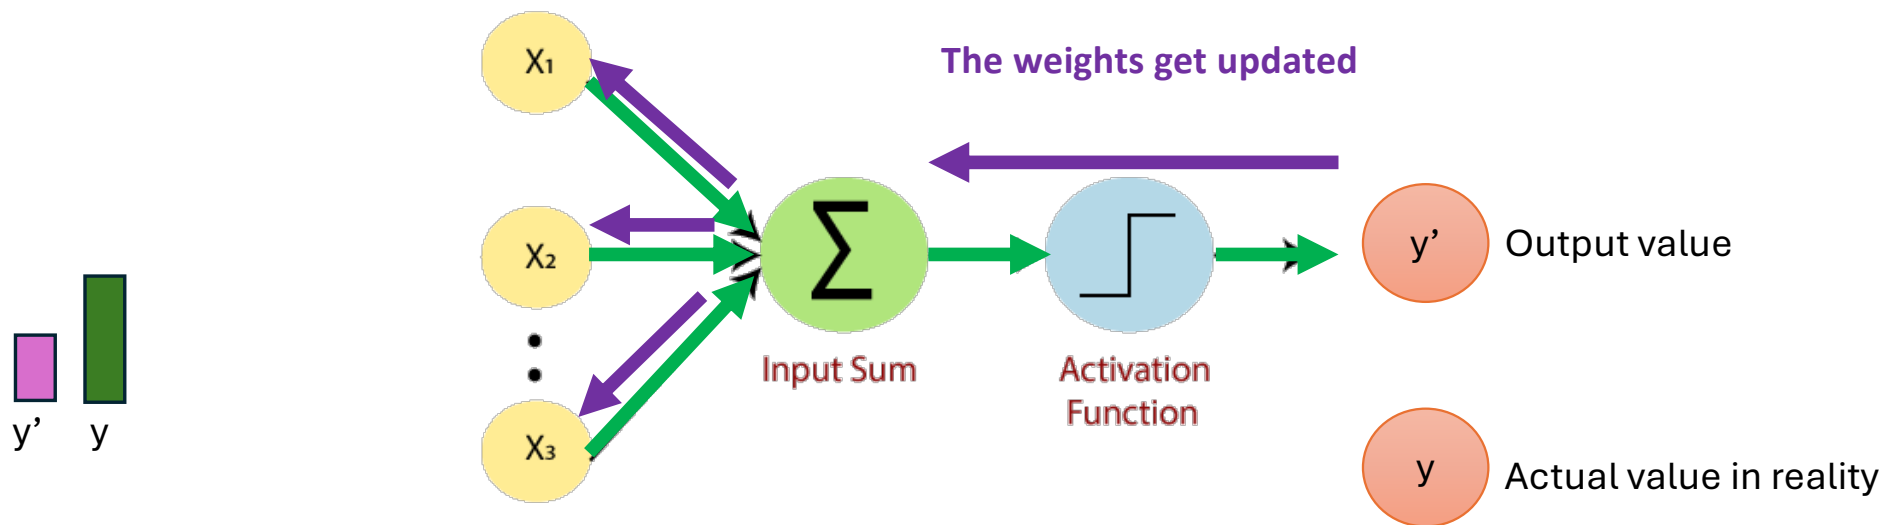 X₁
The weights get updated
X₂
Σ
y’ Output value
Input Sum
Activation
Function
y’ y
X₃
y Actual value in reality